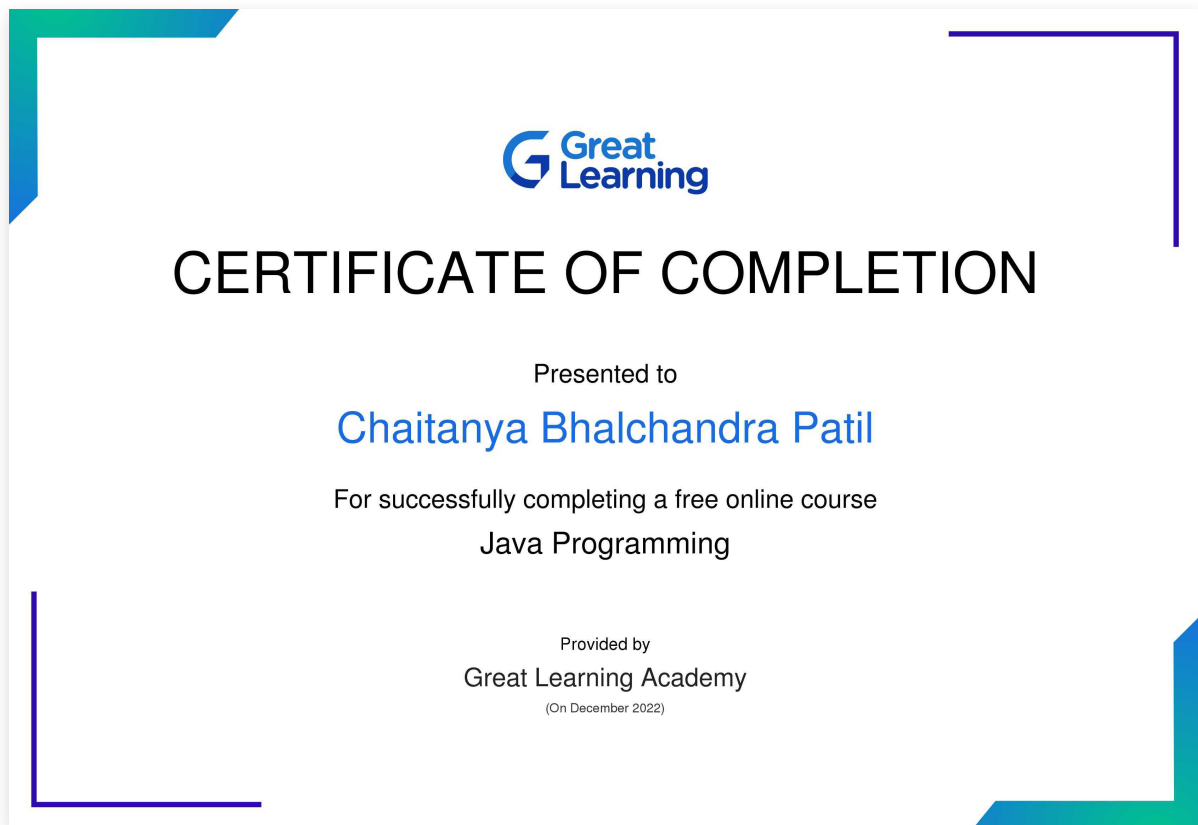 Great
Learning
CERTIFICATE OF COMPLETION
Presented to
Chaitanya Bhalchandra Patil
For successfully completing a free online course
Java Programming
Provided by
Great Learning Academy
(On December 2022)